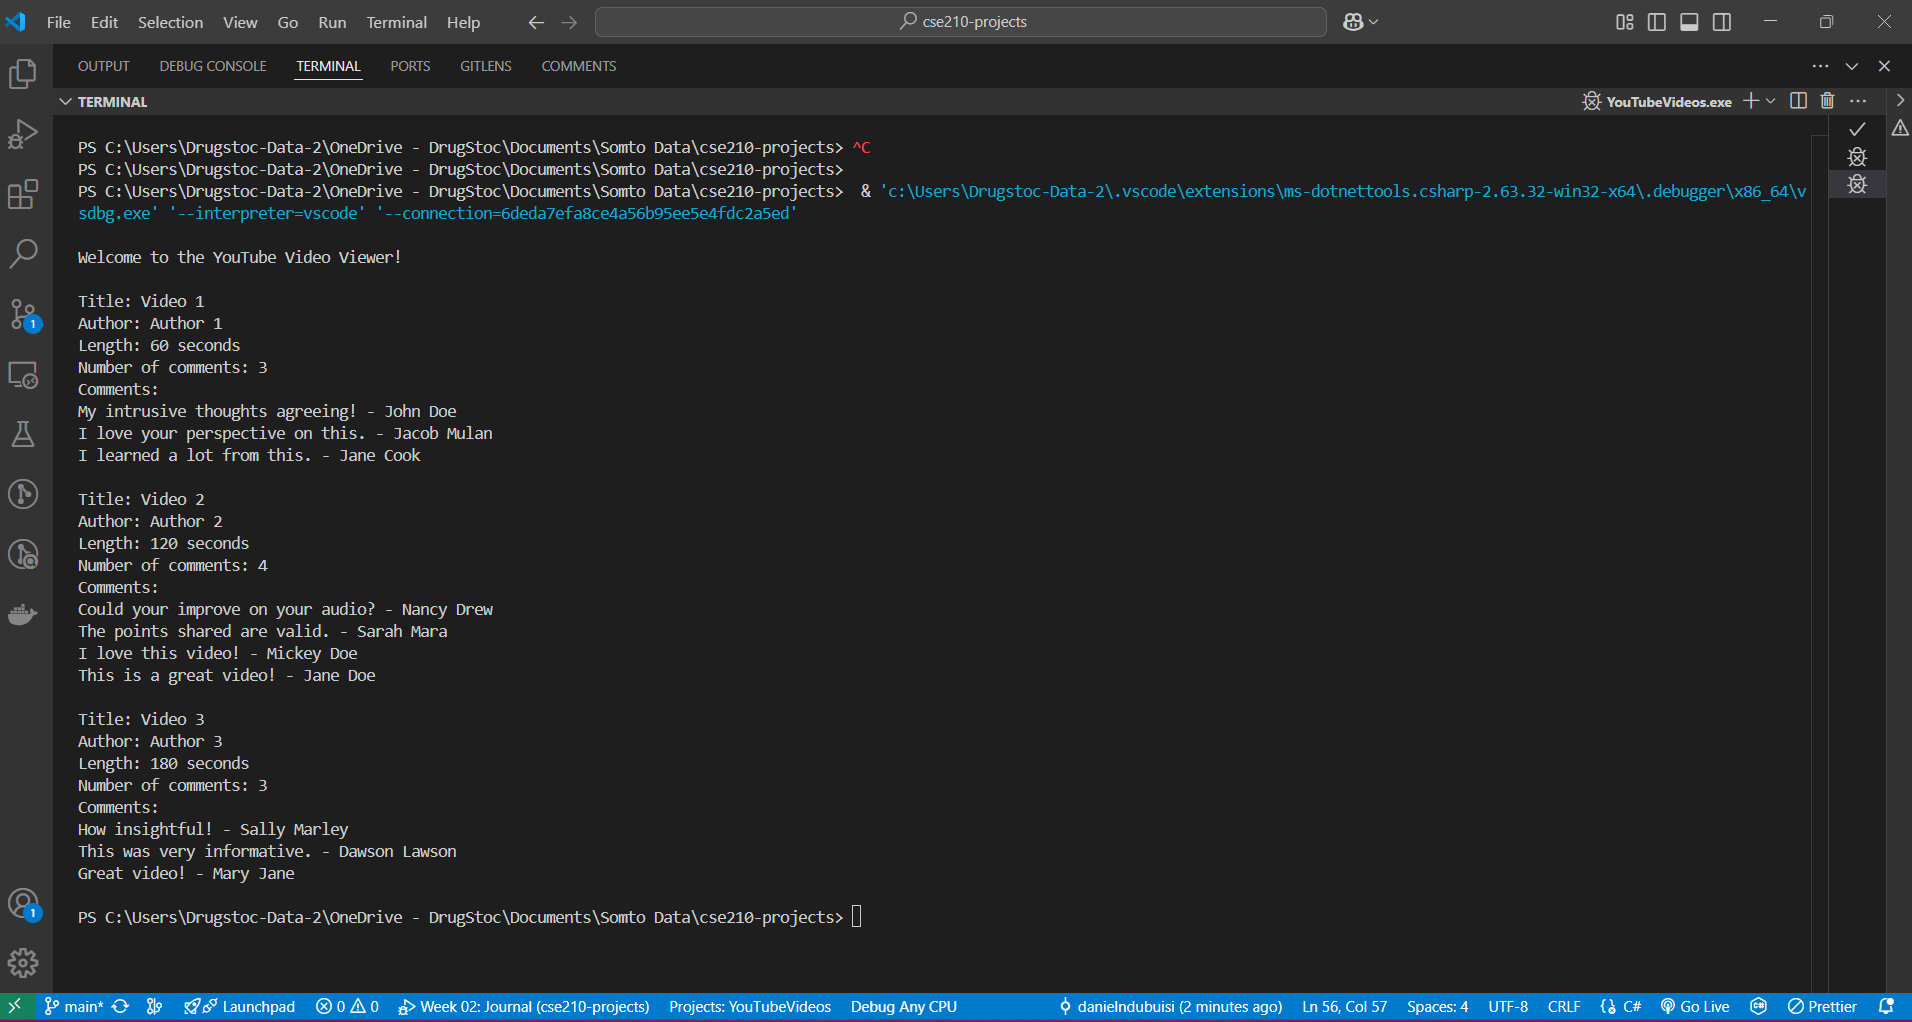 File Edit Selection View Go Run Terminal Help cse210-projects
OUTPUT DEBUG CONSOLE TERMINAL PORTS GITLENS COMMENTS
TERMINAL YouTubeVideos.exe
PS C:\Users\Drugstoc-Data-2\OneDrive - DrugStoc\Documents\Somto Data\cse210-projects> ^C
PS C:\Users\Drugstoc-Data-2\OneDrive - DrugStoc\Documents\Somto Data\cse210-projects>
PS C:\Users\Drugstoc-Data-2\OneDrive - DrugStoc\Documents\Somto Data\cse210-projects> & 'c:\Users\Drugstoc-Data-2\.vscode\extensions\ms-dotnettools.csharp-2.63.32-win32-x64\.debugger\x86_64\v
sdbg.exe' '--interpreter=vscode' '--connection=6deda7efa8ce4a56b95ee5e4fdc2a5ed'
Welcome to the YouTube Video Viewer!
Title: Video 1
Author: Author 1
Length: 60 seconds
Number of comments: 3
Comments:
My intrusive thoughts agreeing! - John Doe
I love your perspective on this. - Jacob Mulan
I learned a lot from this. - Jane Cook
Title: Video 2
Author: Author 2
Length: 120 seconds
Number of comments: 4
Comments:
Could your improve on your audio? - Nancy Drew
The points shared are valid. - Sarah Mara
I love this video! - Mickey Doe
This is a great video! - Jane Doe
Title: Video 3
Author: Author 3
Length: 180 seconds
Number of comments: 3
Comments:
How insightful! - Sally Marley
This was very informative. - Dawson Lawson
Great video! - Mary Jane
PS C:\Users\Drugstoc-Data-2\OneDrive - DrugStoc\Documents\Somto Data\cse210-projects>
1
1
main* Launchpad 0 0 Week 02: Journal (cse210-projects) Projects: YouTubeVideos Debug Any CPU danielndubuisi (2 minutes ago) Ln 56, Col 57 Spaces: 4 UTF-8 CRLF C# Go Live Prettier